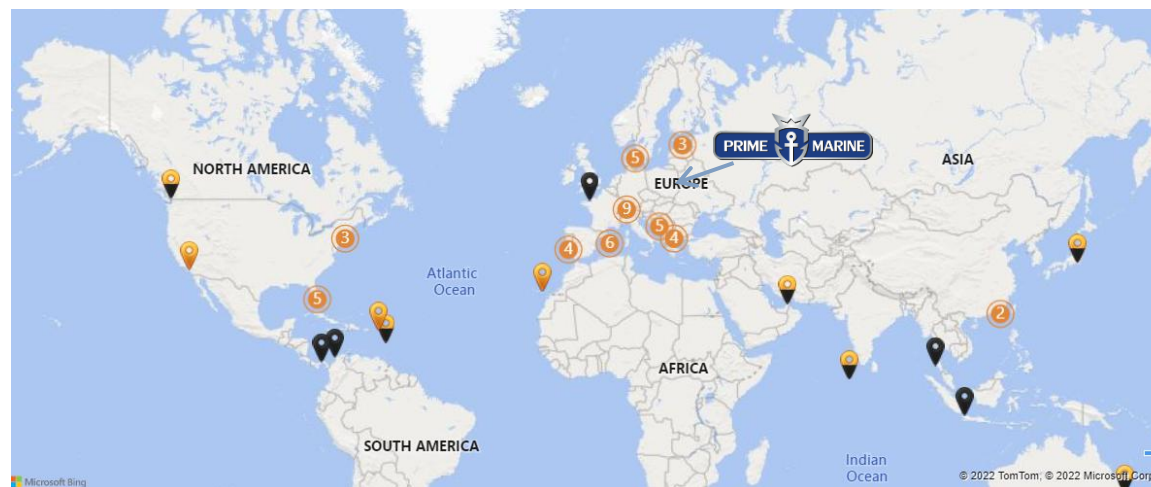 3
5
PRIME MARINE
ASIA
NORTH AMERICA
EUROPE
9
3
5
4
4
6
Atlantic
Ocean
5
2
AFRICA
SOUTH AMERICA
Indian
Ocean
Microsoft Bing
© 2022 TomTom, © 2022 Microsoft Corp